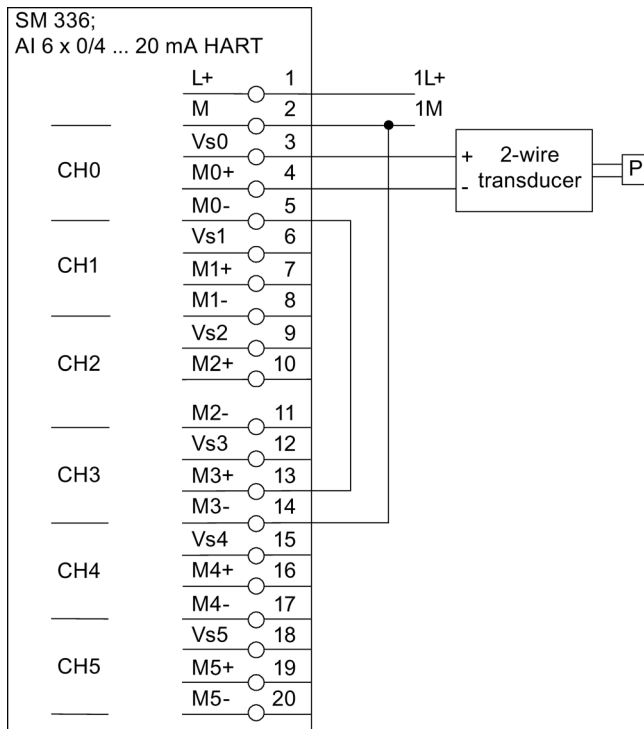 SM 336;
AI 6 x 0/4 ... 20 mA HART
L+ 1 1L+
M 2 1M
Vs0 3
CH0 M0+ 4
M0- 5
Vs1 6
CH1 M1+ 7
M1- 8
Vs2 9
CH2 M2+ 10
M2- 11
Vs3 12
CH3 M3+ 13
M3- 14
Vs4 15
CH4 M4+ 16
M4- 17
Vs5 18
CH5 M5+ 19
M5- 20
+ 2-wire
- transducer
P